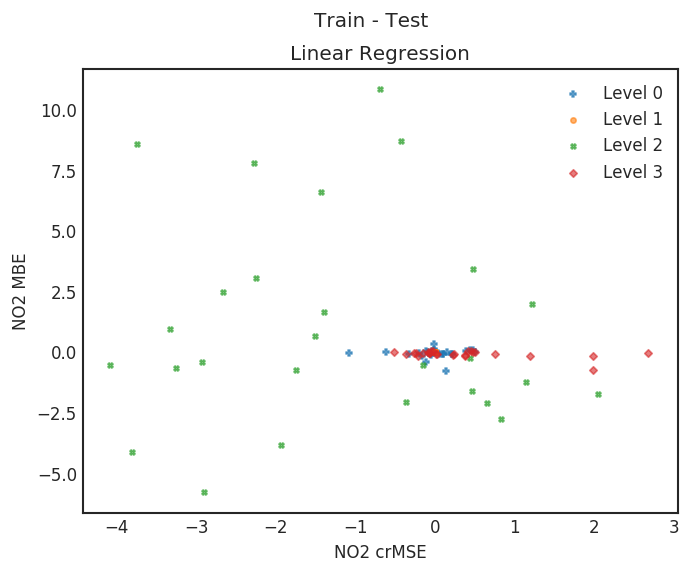 Train - Test
Linear Regression
Level 0
Level 1
Level 2
Level 3
10.0
7.5
5.0
2.5
0.0
−2.5
−5.0
NO2 MBE
−4 −3 −2 −1 0 1 2 3
NO2 crMSE